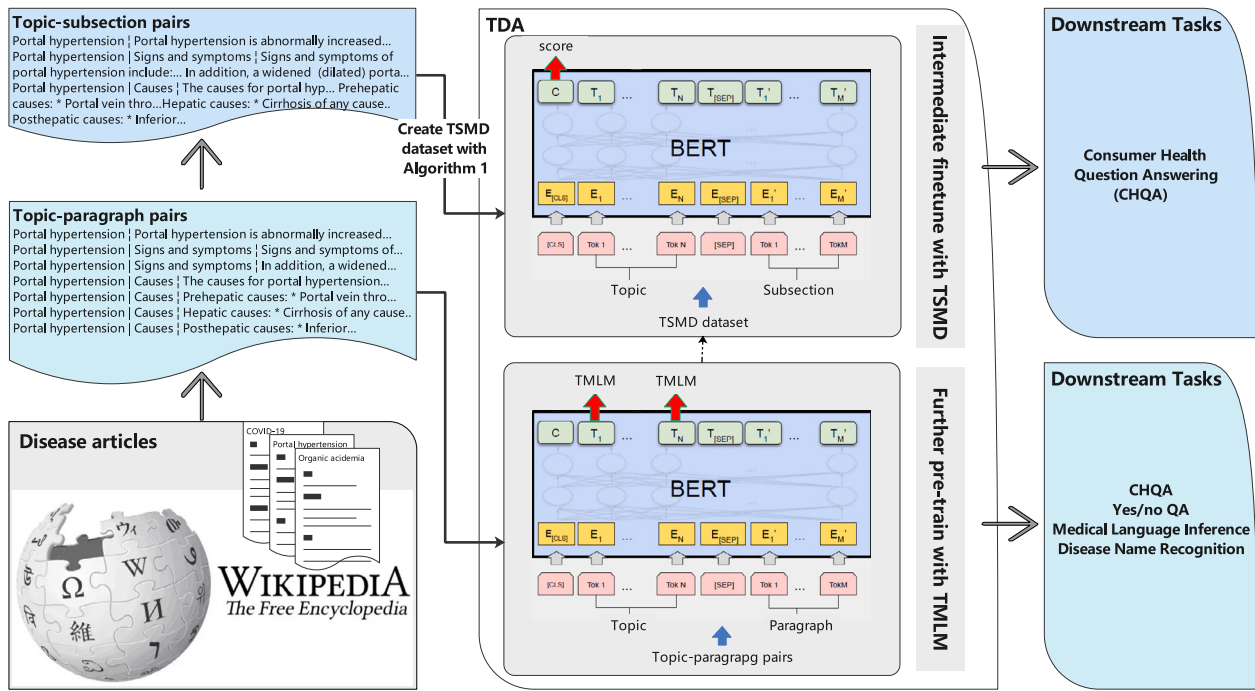 Topic-subsection pairs
Portal hypertension ¦ Portal hypertension is abnormally increased...
Portal hypertension | Signs and symptoms ¦ Signs and symptoms of
portal hypertension include:... In addition, a widened (dilated) porta...
Portal hypertension | Causes ¦ The causes for portal hyp... Prehepatic
causes: * Portal vein thro...Hepatic causes: * Cirrhosis of any cause..
Posthepatic causes: * Inferior...
Topic-paragraph pairs
Portal hypertension ¦ Portal hypertension is abnormally increased...
Portal hypertension | Signs and symptoms ¦ Signs and symptoms of...
Portal hypertension | Signs and symptoms ¦ In addition, a widened...
Portal hypertension | Causes ¦ The causes for portal hypertension...
Portal hypertension | Causes ¦ Prehepatic causes: * Portal vein thro...
Portal hypertension | Causes ¦ Hepatic causes: * Cirrhosis of any cause..
Portal hypertension | Causes ¦ Posthepatic causes: * Inferior...
Disease articles
COVID-19
Portal hypertension
Organic acidemia
Ω W И 維 7
WIKIPEDIA
The Free Encyclopedia
Create TSMD
dataset with
Algorithm 1
TDA
score
C T1 ... TN T[SEP] T1' ... TM'
BERT
E[CLS] E1 ... EN E[SEP] E1' ... EM'
[CLS] Tok 1 ... Tok N [SEP] Tok 1 ... TokM
Topic Subsection
TSMD dataset
Intermediate finetune with TSMD
TMLM TMLM
C T1 ... TN T[SEP] T1' ... TM'
BERT
E[CLS] E1 ... EN E[SEP] E1' ... EM'
[CLS] Tok 1 ... Tok N [SEP] Tok 1 ... TokM
Topic Paragraph
Topic-paragrapg pairs
Further pre-train with TMLM
Downstream Tasks
Consumer Health
Question Answering
(CHQA)
Downstream Tasks
CHQA
Yes/no QA
Medical Language Inference
Disease Name Recognition